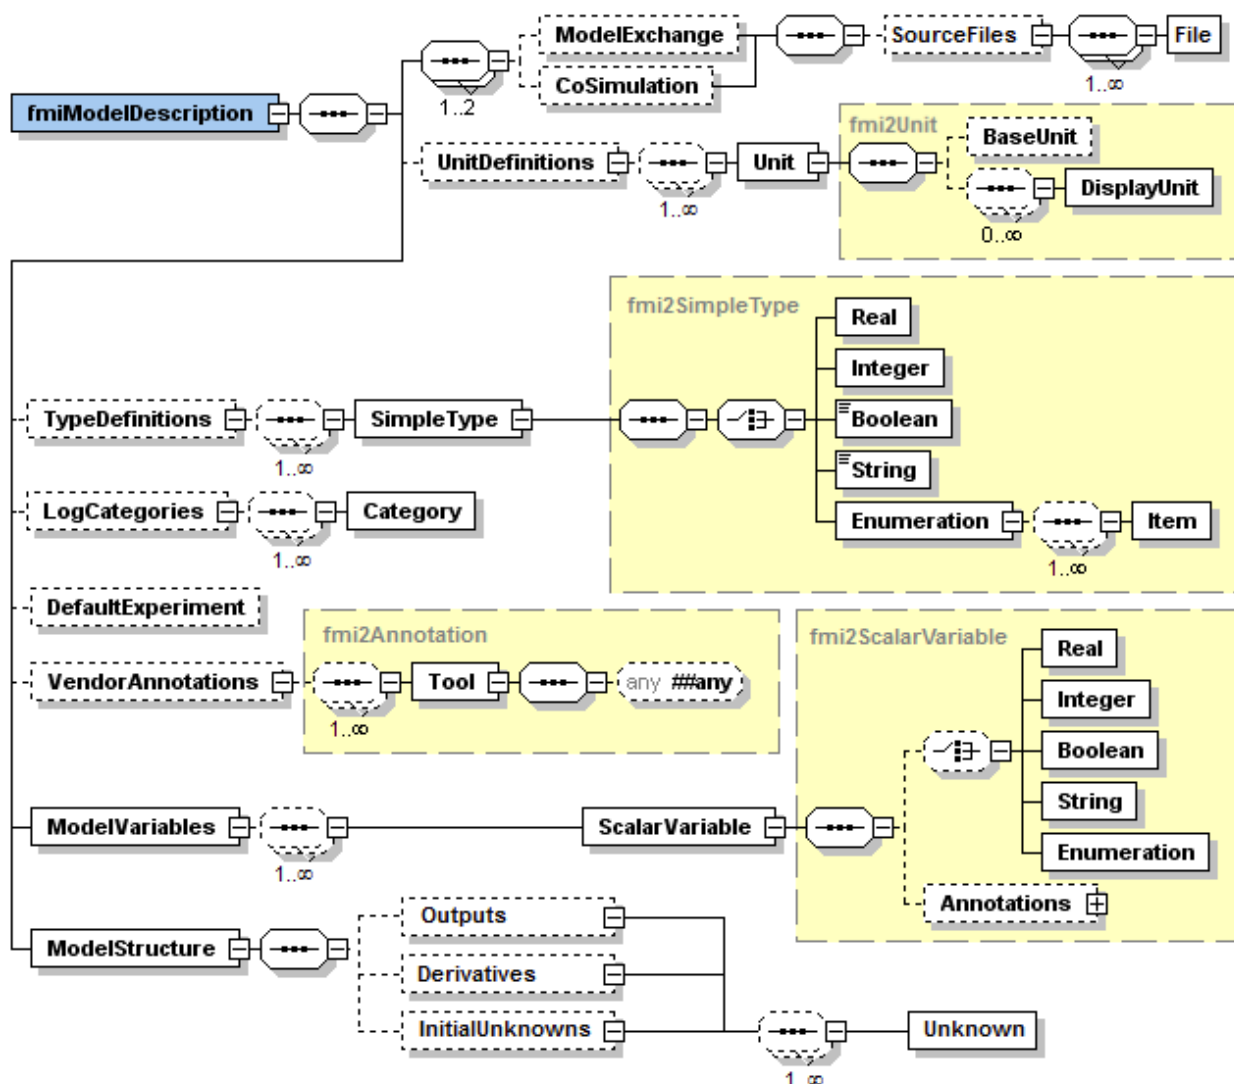 ModelExchange
SourceFiles
File
CoSimulation
1..2
1..∞
fmiModelDescription
fmi2Unit
BaseUnit
UnitDefinitions
Unit
DisplayUnit
1..∞
0..∞
fmi2SimpleType
Real
Integer
TypeDefinitions
SimpleType
Boolean
1..∞
String
LogCategories
Category
Enumeration
Item
1..∞
1..∞
DefaultExperiment
fmi2Annotation
fmi2ScalarVariable
Real
VendorAnnotations
Tool
any ##any
Integer
1..∞
Boolean
String
ModelVariables
ScalarVariable
Enumeration
1..∞
Annotations
Outputs
ModelStructure
Derivatives
InitialUnknowns
Unknown
1..∞